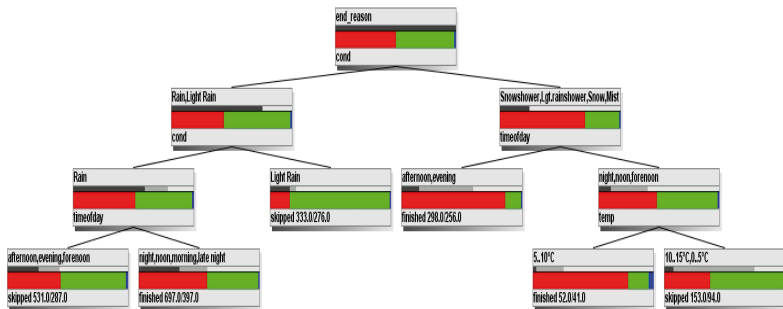 end_reason
cond
Rain,Light Rain
cond
Snowshower,Lgt.rainshower,Snow,Mist
timeofday
Rain
timeofday
Light Rain
skipped 333.0/276.0
afternoon,evening
finished 298.0/256.0
night,noon,forenoon
temp
afternoon,evening,forenoon
skipped 531.0/287.0
night,noon,morning,late night
finished 697.0/397.0
5..10°C
finished 52.0/41.0
10..15°C,0..5°C
skipped 153.0/94.0